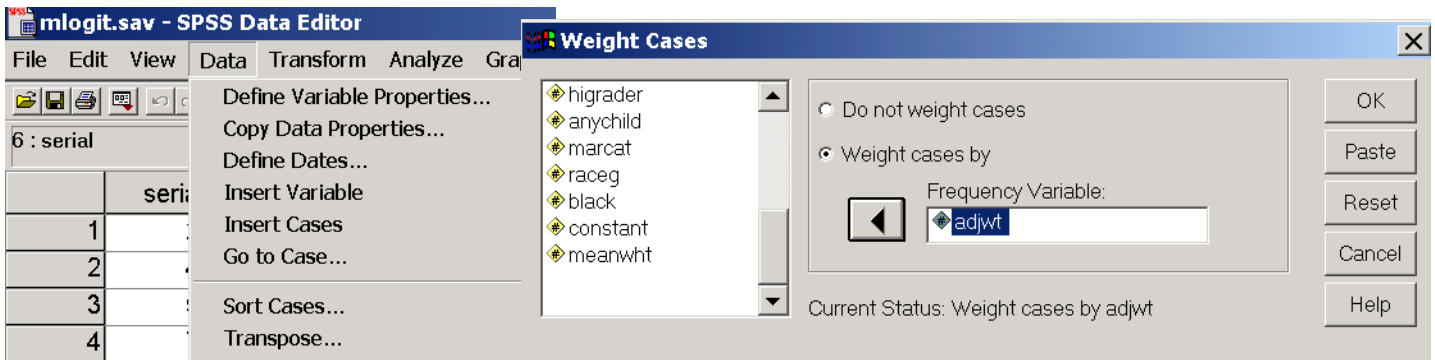 mlogit.sav - SPSS Data Editor
File Edit View Data Transform Analyze
6 : serial
1
2
3
4
Define Variable Properties...
Copy Data Properties...
Define Dates...
Insert Variable
Insert Cases
Go to Case...
Sort Cases...
Transpose...
Weight Cases
higrader
anychild
marcat
raceg
black
constant
meanwht
Do not weight cases
Weight cases by
Frequency Variable:
adjwt
Current Status: Weight cases by adjwt
OK
Paste
Reset
Cancel
Help